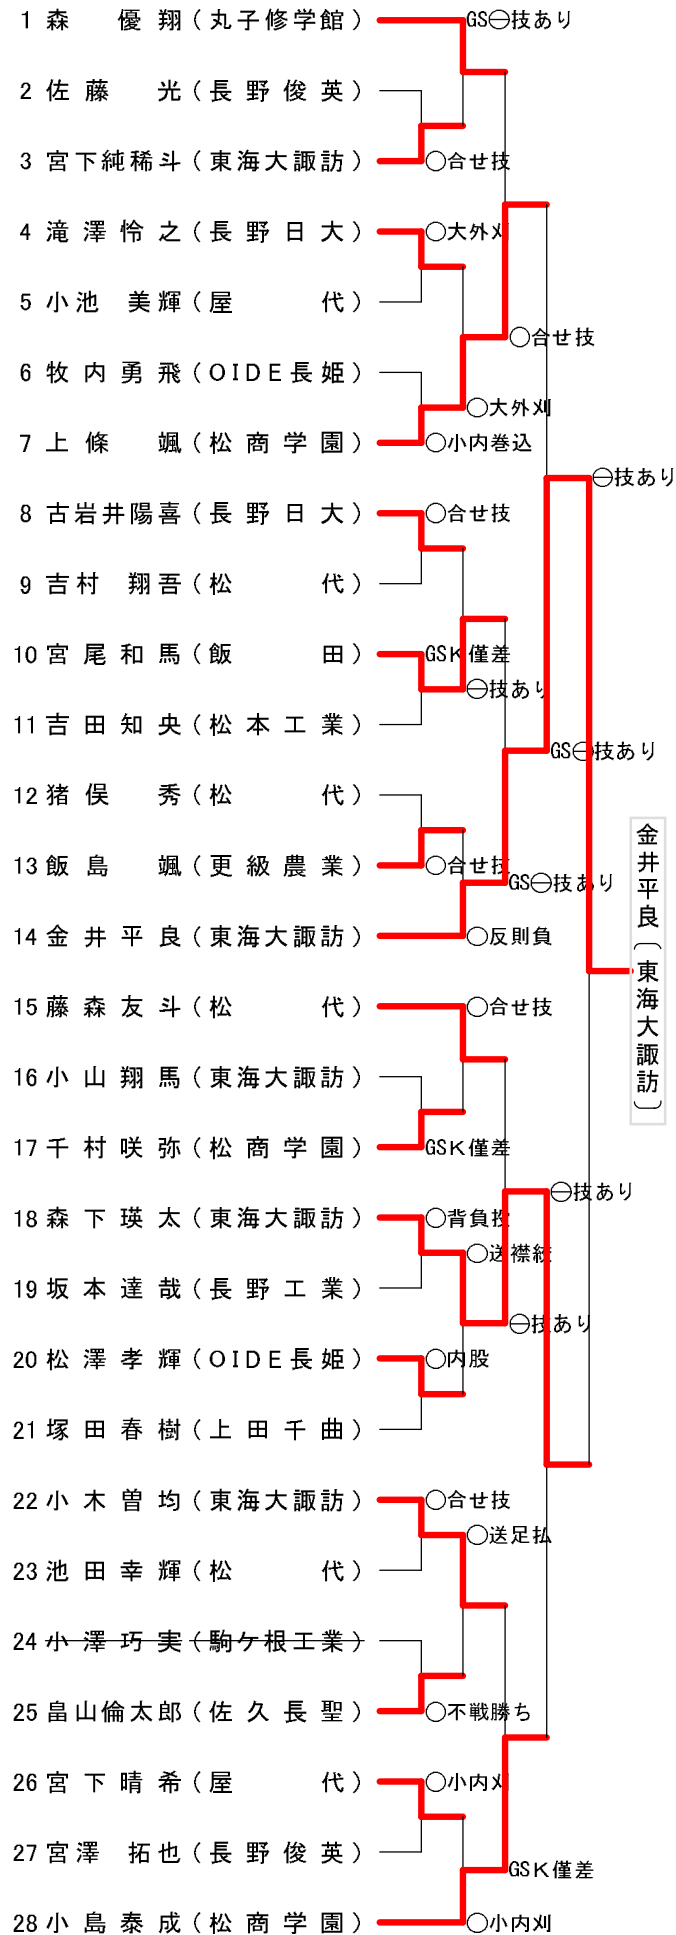 1 森 優 翔 (丸子修学館)
GS㊀技あり
2 佐 藤 光 (長 野 俊 英)
3 宮下純稀斗 (東海大諏訪)
○合せ技
4 滝 澤 怜 之 (長 野 日 大)
○大外刈
5 小池 美輝 (屋 代)
○合せ技
6 牧 内 勇 飛 (OIDE長姫)
○大外刈
7 上 條 颯 (松 商 学 園)
○小内巻込
㊀技あり
8 古岩井陽喜 (長 野 日 大)
○合せ技
9 吉村 翔吾 (松 代)
10 宮 尾 和 馬 (飯 田)
GSK僅差
㊀技あり
11 吉 田 知 央 (松 本 工 業)
GS㊀技あり
12 猪 俣 秀 (松 代)
13 飯 島 颯 (更 級 農 業)
○合せ技
GS㊀技あり
14 金 井 平 良 (東海大諏訪)
○反則負
金井平良〔東海大諏訪〕
15 藤 森 友 斗 (松 代)
○合せ技
16 小 山 翔 馬 (東海大諏訪)
17 千 村 咲 弥 (松 商 学 園)
GSK僅差
㊀技あり
18 森 下 瑛 太 (東海大諏訪)
○背負投
○送襟絞
19 坂 本 達 哉 (長 野 工 業)
㊀技あり
20 松 澤 孝 輝 (OIDE長姫)
○内股
21 塚 田 春 樹 (上 田 千 曲)
22 小 木 曽 均 (東海大諏訪)
○合せ技
○送足払
23 池 田 幸 輝 (松 代)
24 小 澤 巧 実 (駒ケ根工業)
25 畠山倫太郎 (佐 久 長 聖)
○不戦勝ち
26 宮 下 晴 希 (屋 代)
○小内刈
27 宮澤 拓也 (長 野 俊 英)
GSK僅差
28 小 島 泰 成 (松 商 学 園)
○小内刈